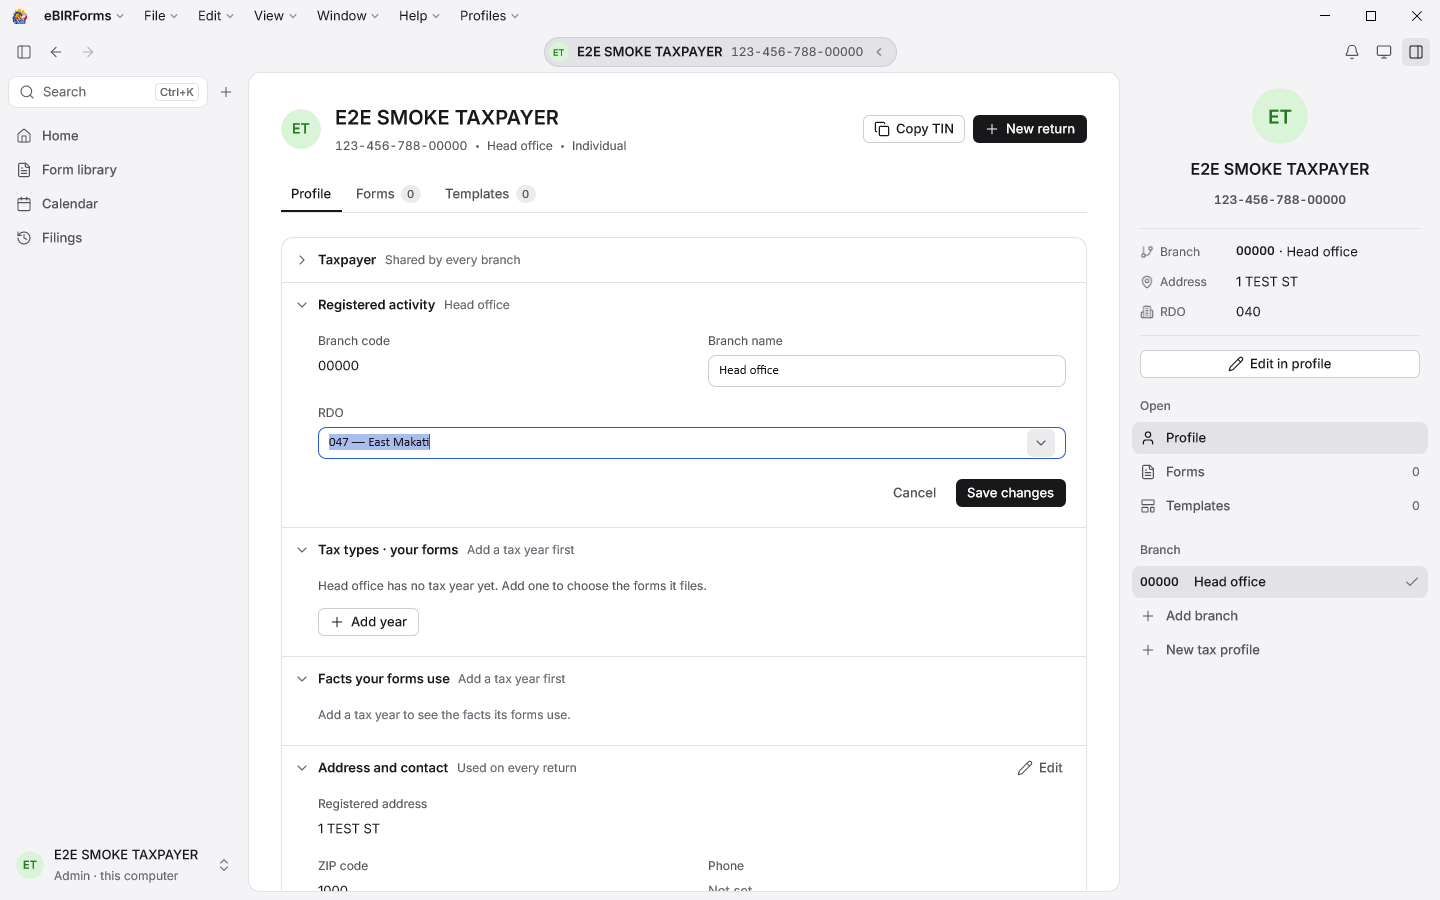 eBIRForms File Edit View Window Help Profiles
ET E2E SMOKE TAXPAYER 123-456-788-00000
Search Ctrl+K
Home
Form library
Calendar
Filings
ET E2E SMOKE TAXPAYER
Admin · this computer
ET
E2E SMOKE TAXPAYER
123-456-788-00000 • Head office • Individual
Copy TIN
New return
Profile Forms 0 Templates 0
Taxpayer Shared by every branch
Registered activity Head office
Branch code
00000
Branch name
Head office
RDO
047 — East Makati
Cancel Save changes
Tax types · your forms Add a tax year first
Head office has no tax year yet. Add one to choose the forms it files.
Add year
Facts your forms use Add a tax year first
Add a tax year to see the facts its forms use.
Address and contact Used on every return
Edit
Registered address
1 TEST ST
ZIP code
1000
Phone
Not set
ET
E2E SMOKE TAXPAYER
123-456-788-00000
Branch 00000 · Head office
Address 1 TEST ST
RDO 040
Edit in profile
Open
Profile
Forms 0
Templates 0
Branch
00000 Head office
Add branch
New tax profile